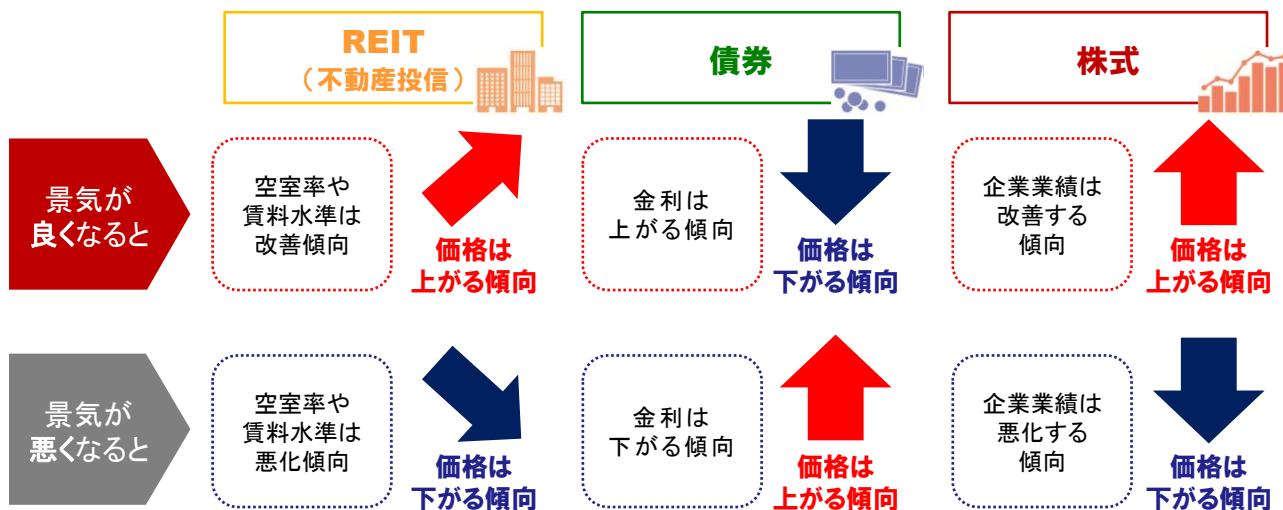 REIT
（不動産投信）
債券
株式
景気が
良くなると
空室率や
賃料水準は
改善傾向
価格は
上がる傾向
金利は
上がる傾向
価格は
下がる傾向
企業業績は
改善する
傾向
価格は
上がる傾向
景気が
悪くなると
空室率や
賃料水準は
悪化傾向
価格は
下がる傾向
金利は
下がる傾向
価格は
上がる傾向
企業業績は
悪化する
傾向
価格は
下がる傾向